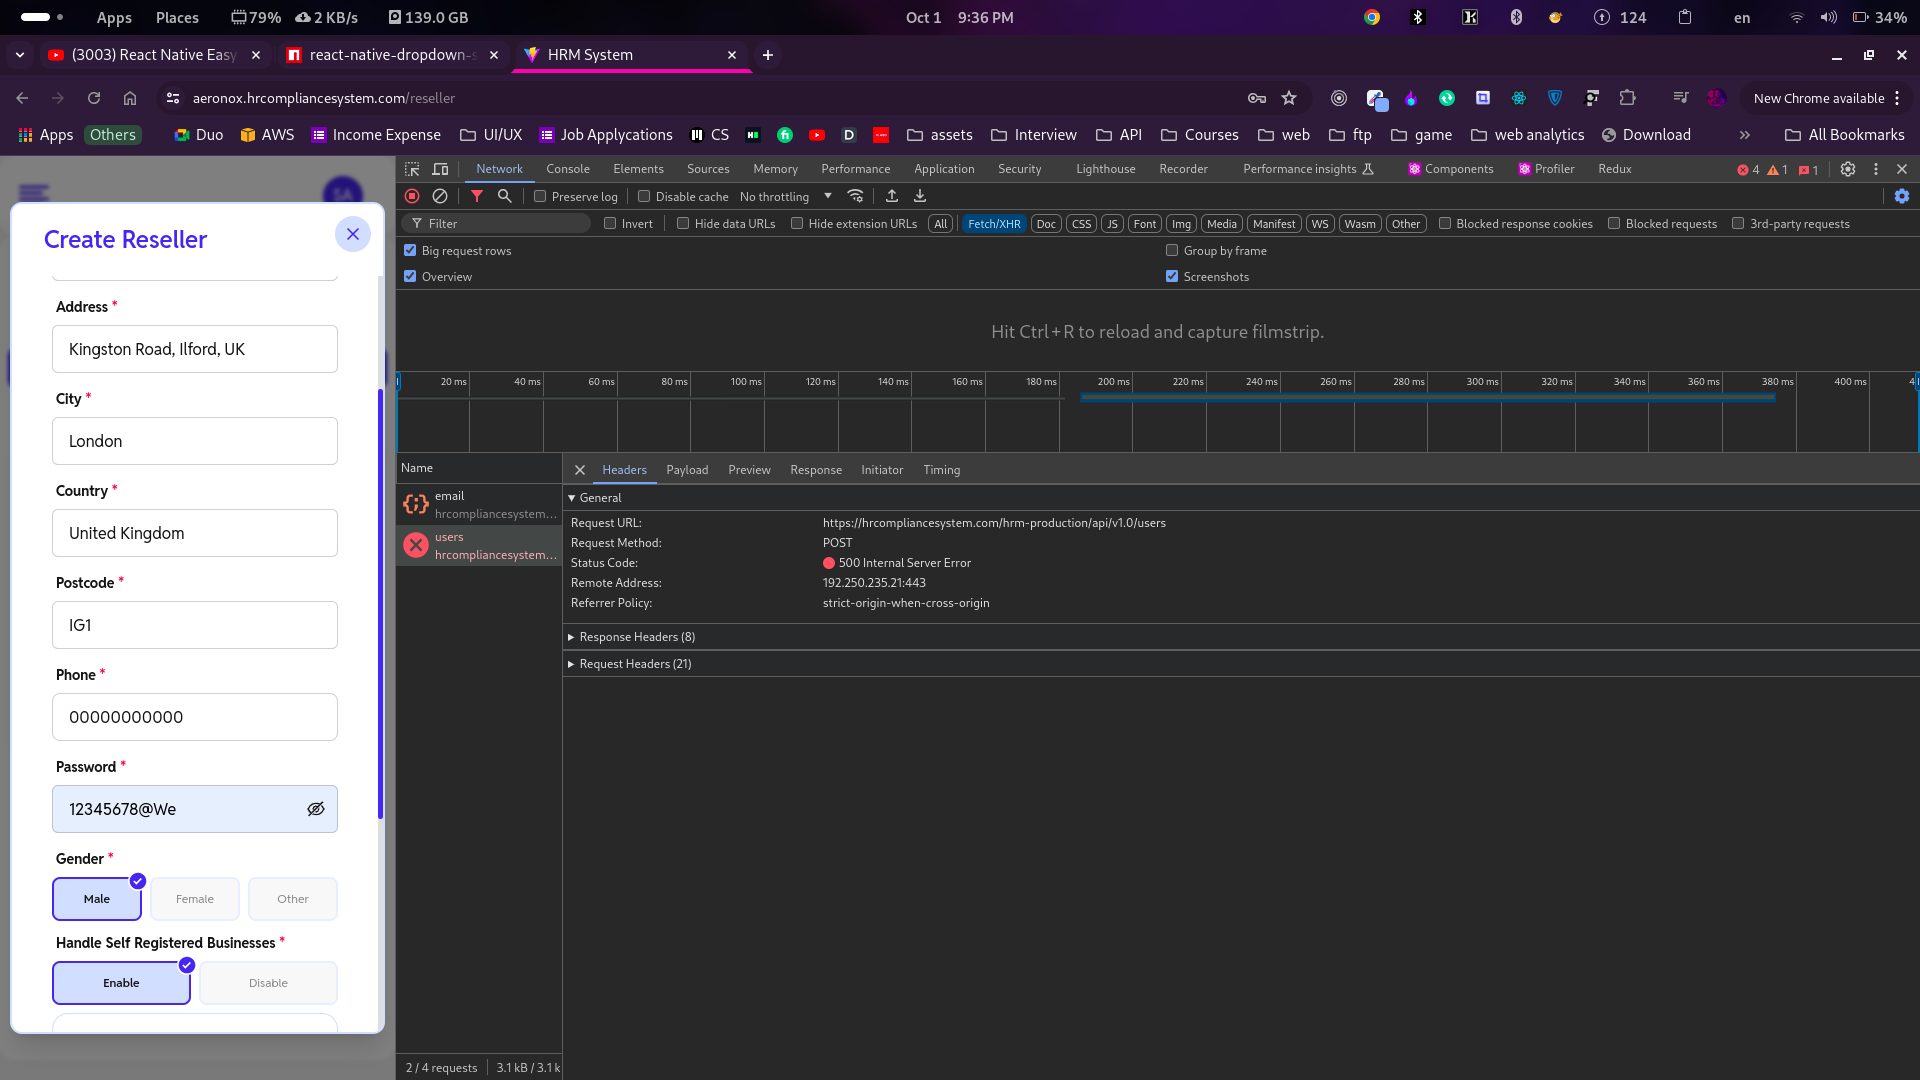 Apps Places 79% 2 KB/s 139.0 GB Oct 1 9:36 PM 124 en 34%
(3003) React Native Easy react-native-dropdown-s HRM System
aeronox.hrcompliancesystem.com/reseller New Chrome available
Apps Others Duo AWS Income Expense UI/UX Job Applycations CS assets Interview API Courses web ftp game web analytics Download All Bookmarks
Network Console Elements Sources Memory Performance Application Security Lighthouse Recorder Performance insights Components Profiler Redux 4 1 1
Preserve log Disable cache No throttling
Filter Invert Hide data URLs Hide extension URLs All Fetch/XHR Doc CSS JS Font Img Media Manifest WS Wasm Other Blocked response cookies Blocked requests 3rd-party requests
Big request rows Group by frame
Overview Screenshots
Hit Ctrl+R to reload and capture filmstrip.
20 ms 40 ms 60 ms 80 ms 100 ms 120 ms 140 ms 160 ms 180 ms 200 ms 220 ms 240 ms 260 ms 280 ms 300 ms 320 ms 340 ms 360 ms 380 ms 400 ms
Name
email
hrcompliancesystem...
users
hrcompliancesystem...
2 / 4 requests 3.1 kB / 3.1 k
Headers Payload Preview Response Initiator Timing
General
Request URL: https://hrcompliancesystem.com/hrm-production/api/v1.0/users
Request Method: POST
Status Code: 500 Internal Server Error
Remote Address: 192.250.235.21:443
Referrer Policy: strict-origin-when-cross-origin
Response Headers (8)
Request Headers (21)
SA
Create Reseller
Address *
Kingston Road, Ilford, UK
City *
London
Country *
United Kingdom
Postcode *
IG1
Phone *
00000000000
Password *
12345678@We
Gender *
Male Female Other
Handle Self Registered Businesses *
Enable Disable